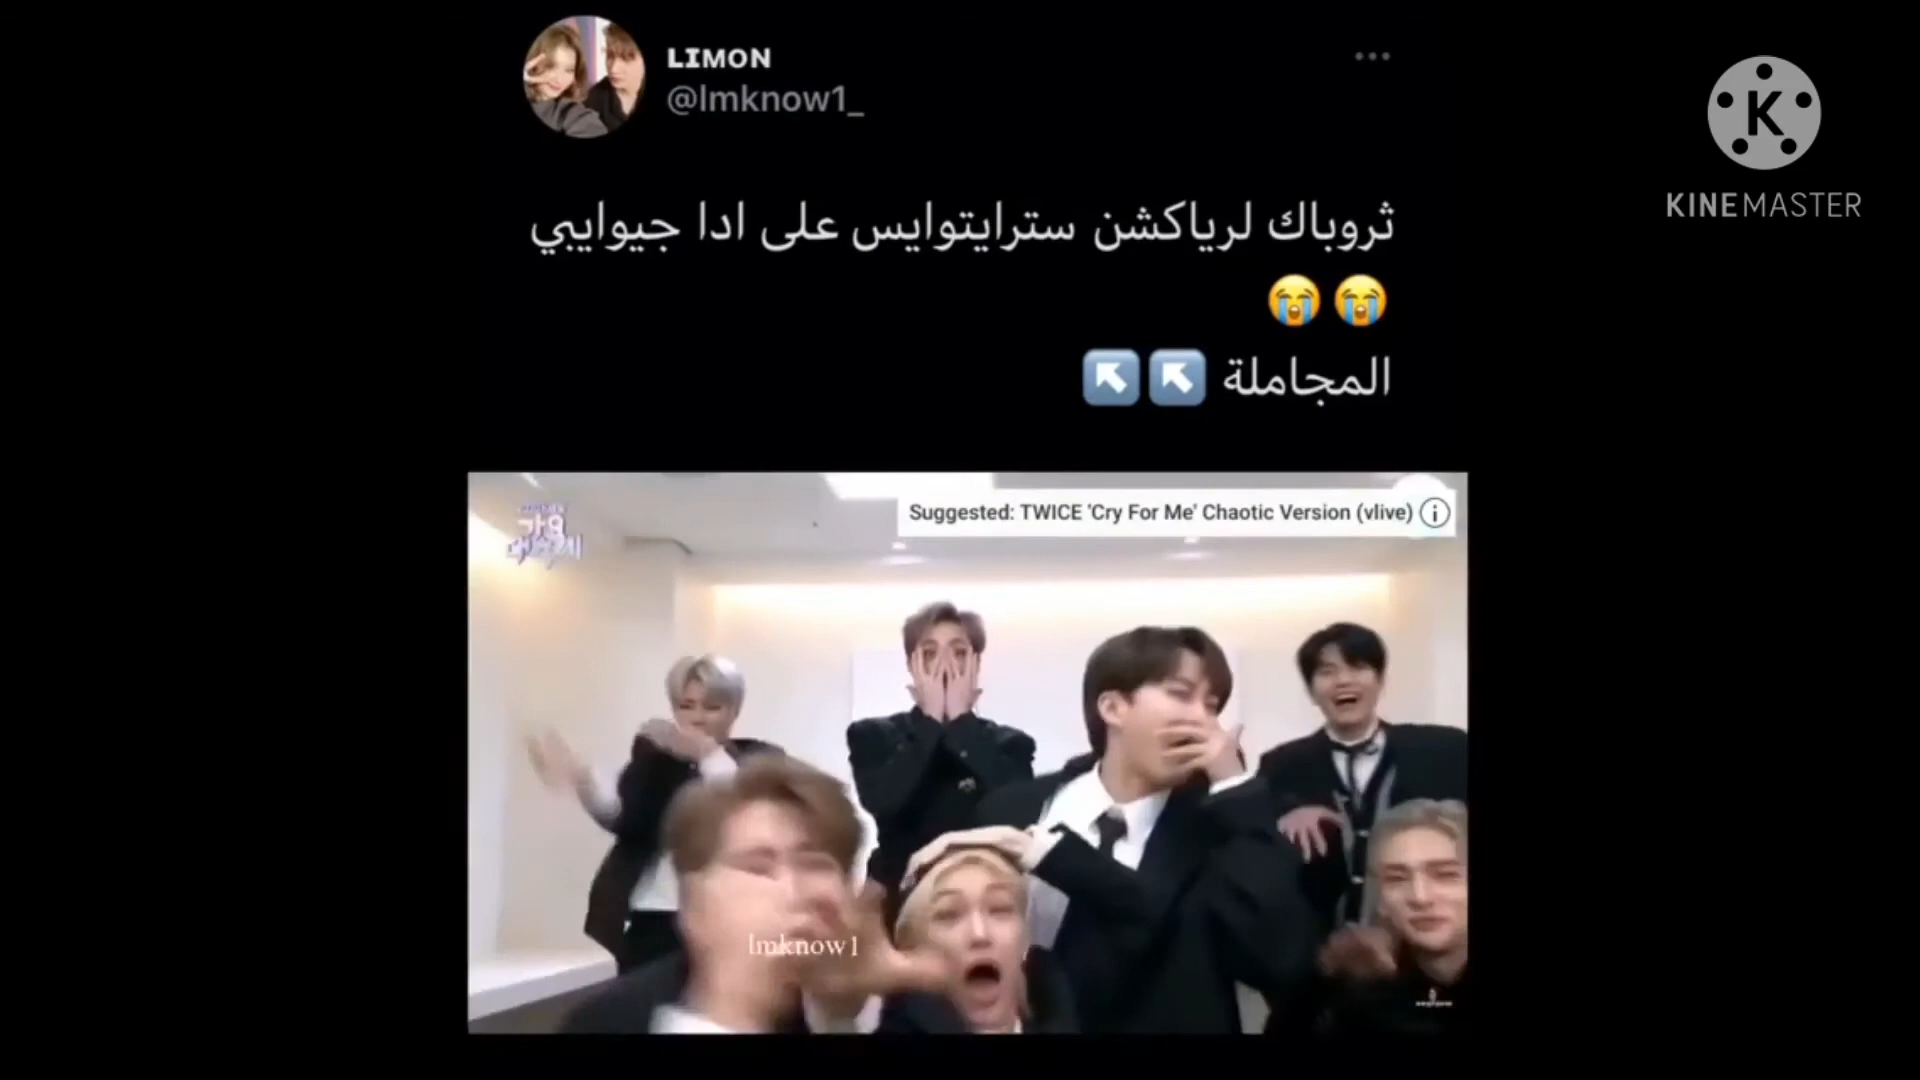 LIMON
@lmknow1_
KINEMASTER
ثروباك لرياكشن سترايتوايس على ادا جيوايبي
😭😭
المجاملة ↖️↖️
Suggested: TWICE 'Cry For Me' Chaotic Version (vlive)
lmknow1